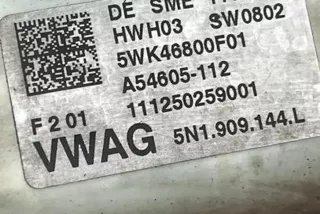 DE SME
HWH03 SW0802
5WK46800F01
A54605-112
111250259001
F 2 01
VWAG 5N1.909.144.L